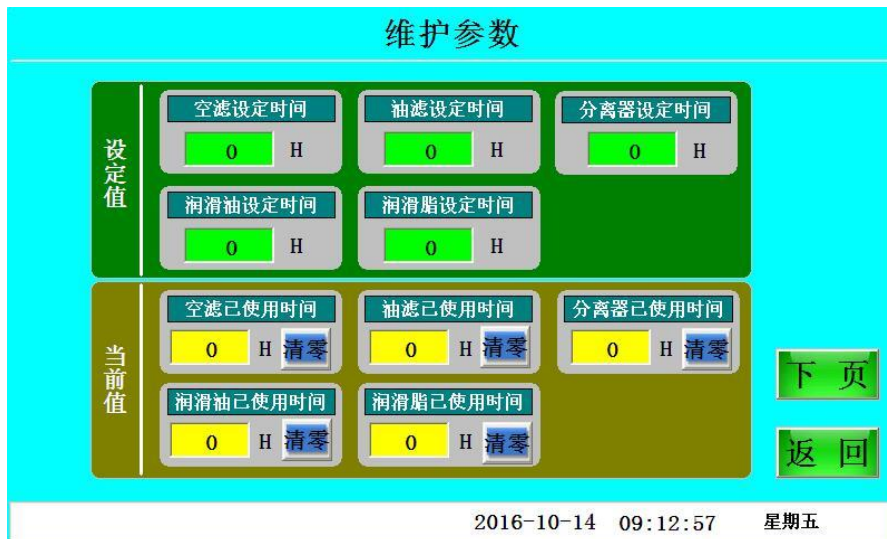 维护参数
设定值
空滤设定时间
0 H
油滤设定时间
0 H
分离器设定时间
0 H
润滑油设定时间
0 H
润滑脂设定时间
0 H
当前值
空滤已使用时间
0 H 清零
油滤已使用时间
0 H 清零
分离器已使用时间
0 H 清零
润滑油已使用时间
0 H 清零
润滑脂已使用时间
0 H 清零
下 页
返 回
2016-10-14 09:12:57 星期五